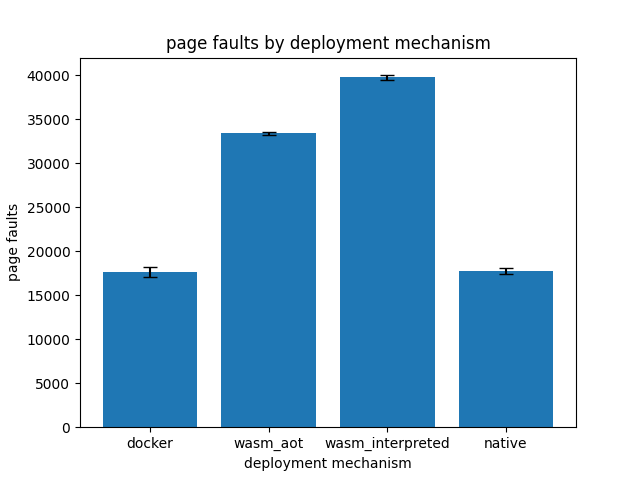 page faults by deployment mechanism
page faults
40000
35000
30000
25000
20000
15000
10000
5000
0
docker wasm_aot wasm_interpreted native
deployment mechanism